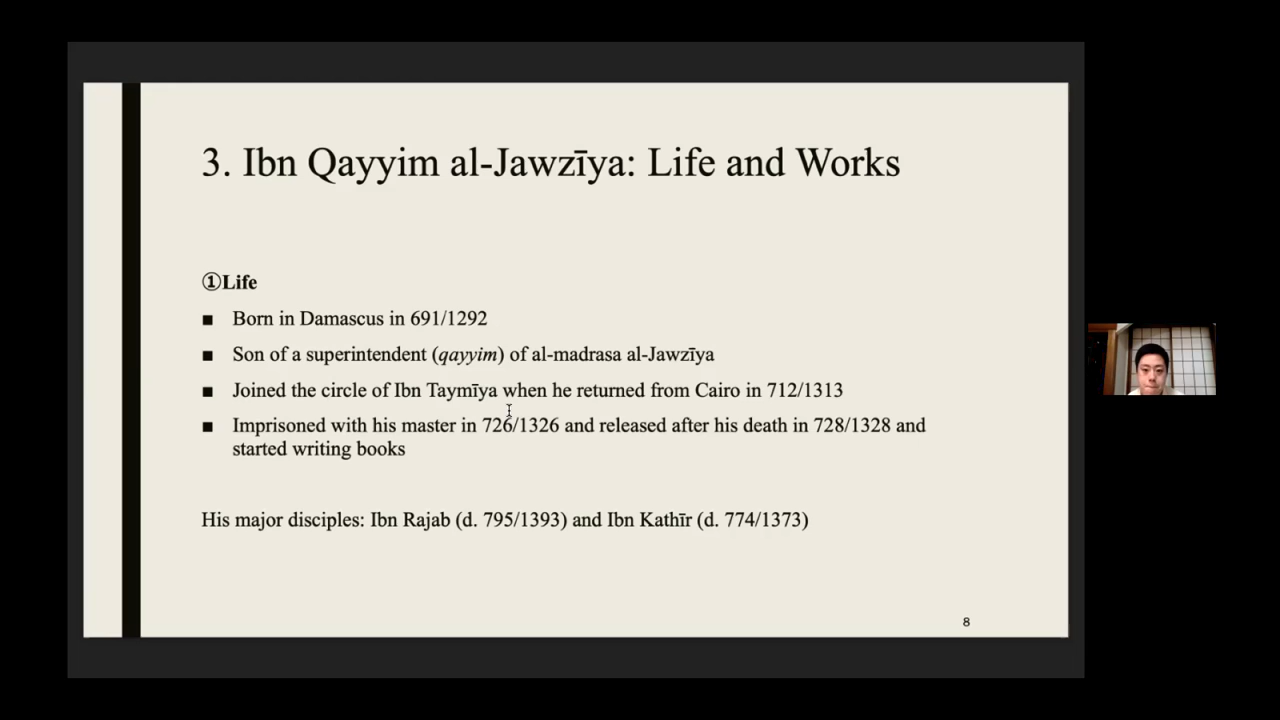 3. Ibn Qayyim al-Jawzīya: Life and Works
①Life
■ Born in Damascus in 691/1292
■ Son of a superintendent (qayyim) of al-madrasa al-Jawzīya
■ Joined the circle of Ibn Taymīya when he returned from Cairo in 712/1313
■ Imprisoned with his master in 726/1326 and released after his death in 728/1328 and
started writing books
His major disciples: Ibn Rajab (d. 795/1393) and Ibn Kathīr (d. 774/1373)
8